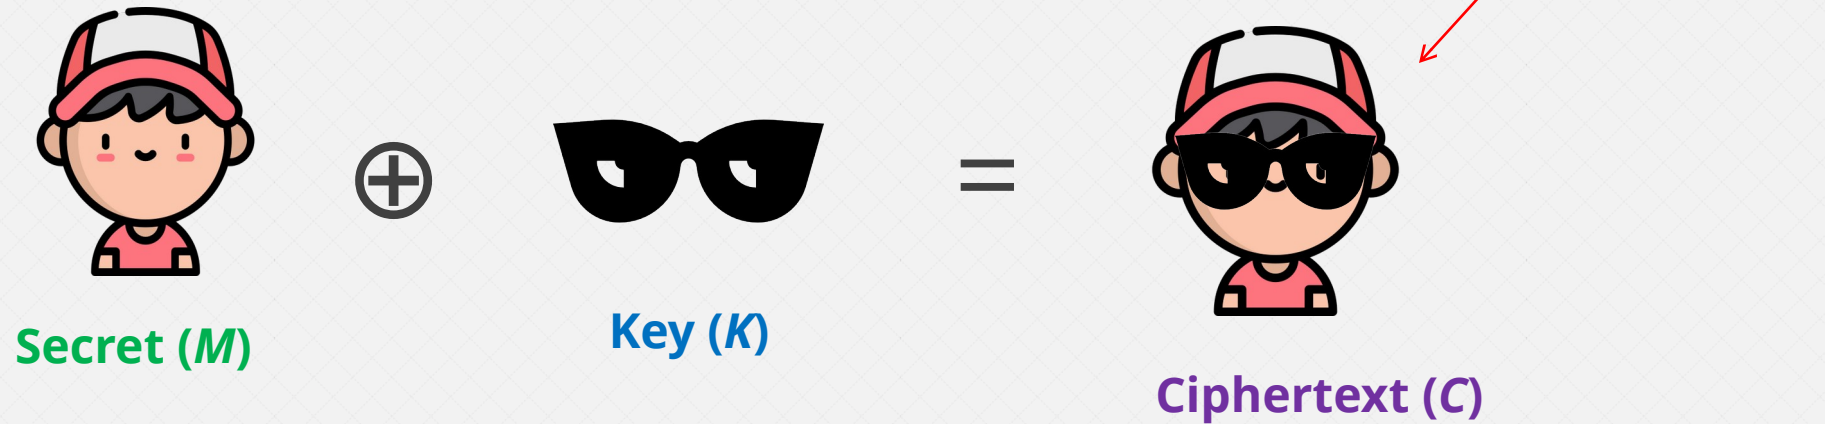 Secret (M)
⊕
=
Key (K)
Ciphertext (C)